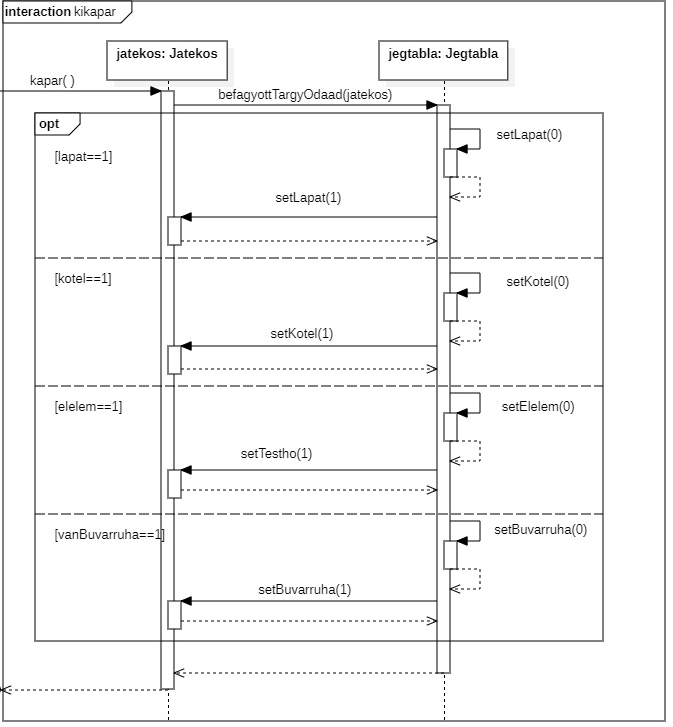 interaction kikapar
jatekos: Jatekos
jegtabla: Jegtabla
kapar( )
befagyottTargyOdaad(jatekos)
opt
[lapat==1]
setLapat(0)
setLapat(1)
[kotel==1]
setKotel(0)
setKotel(1)
[elelem==1]
setElelem(0)
setTestho(1)
[vanBuvarruha==1]
setBuvarruha(0)
setBuvarruha(1)